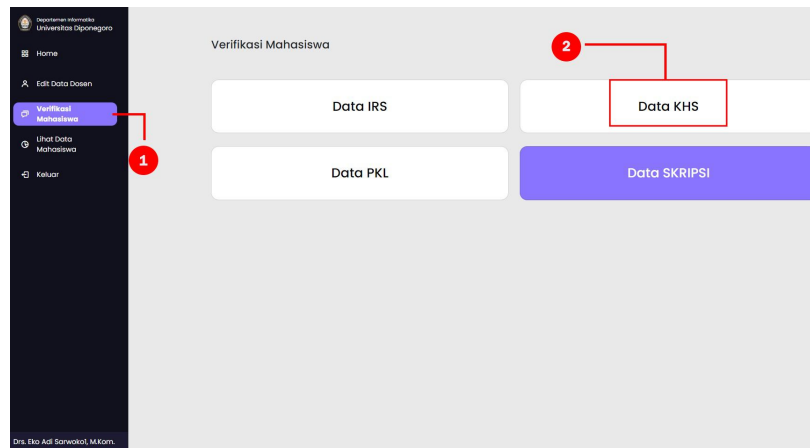 Departemen Informatika
Universitas Diponegoro
Home
Edit Data Dosen
Verifikasi
Mahasiswa
Lihat Data
Mahasiswa
Keluar
Drs. Eko Adi Sarwoko1, M.Kom.
1
Verifikasi Mahasiswa
2
Data IRS
Data KHS
Data PKL
Data SKRIPSI